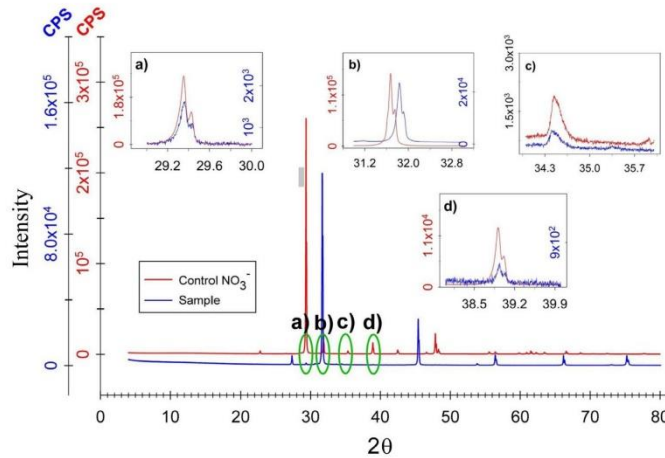 CPS
CPS
a)
b)
c)
d)
3x10⁵
2x10⁵
10⁵
0
1.6x10⁵
8.0x10⁴
0
Intensity
1.8x10⁵
0
2x10³
10³
29.2 29.6 30.0
1.1x10⁵
0
2x10⁴
0
31.2 32.0 32.8
3.0x10³
1.5x10³
34.3 35.0 35.7
1.1x10⁴
0
9x10²
38.5 39.2 39.9
Control NO₃⁻
Sample
a) b) c) d)
0 10 20 30 40 50 60 70 80
2θ